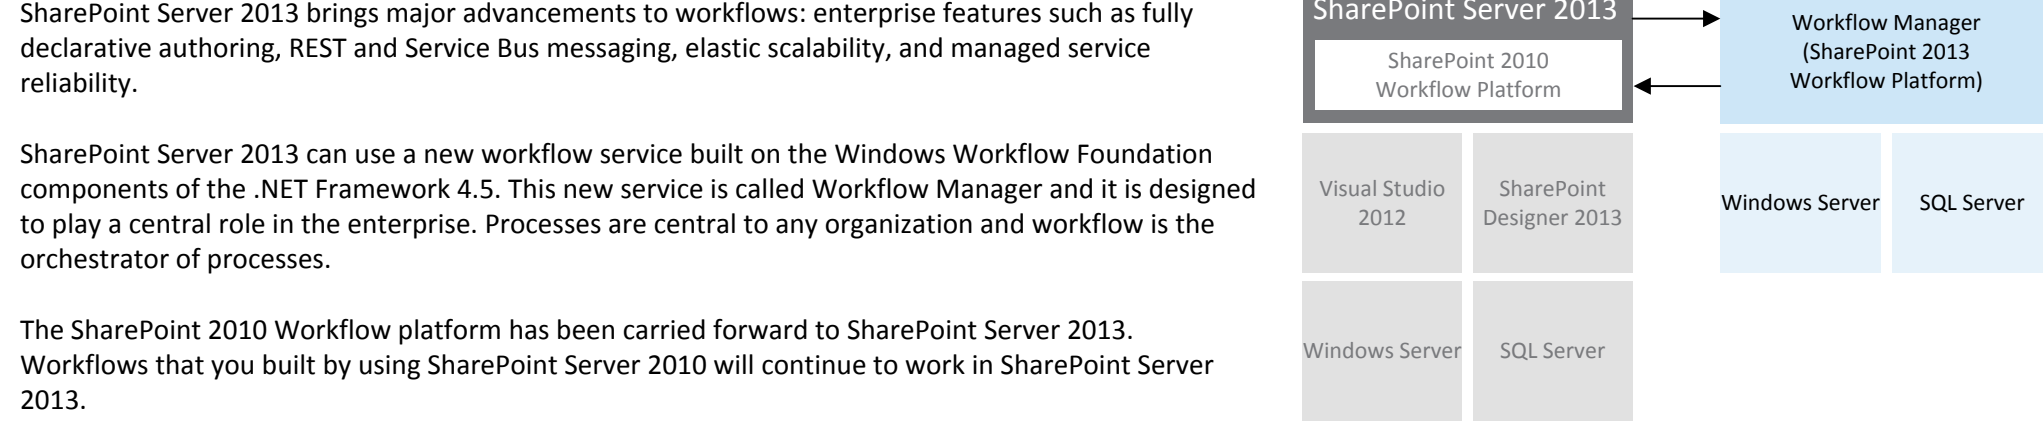 SharePoint Server 2013 brings major advancements to workflows: enterprise features such as fully
declarative authoring, REST and Service Bus messaging, elastic scalability, and managed service
reliability.
SharePoint Server 2013 can use a new workflow service built on the Windows Workflow Foundation
components of the .NET Framework 4.5. This new service is called Workflow Manager and it is designed
to play a central role in the enterprise. Processes are central to any organization and workflow is the
orchestrator of processes.
The SharePoint 2010 Workflow platform has been carried forward to SharePoint Server 2013.
Workflows that you built by using SharePoint Server 2010 will continue to work in SharePoint Server
2013.
SharePoint Server 2013
SharePoint 2010
Workflow Platform
Workflow Manager
(SharePoint 2013
Workflow Platform)
Visual Studio
2012
SharePoint
Designer 2013
Windows Server
SQL Server
Windows Server
SQL Server